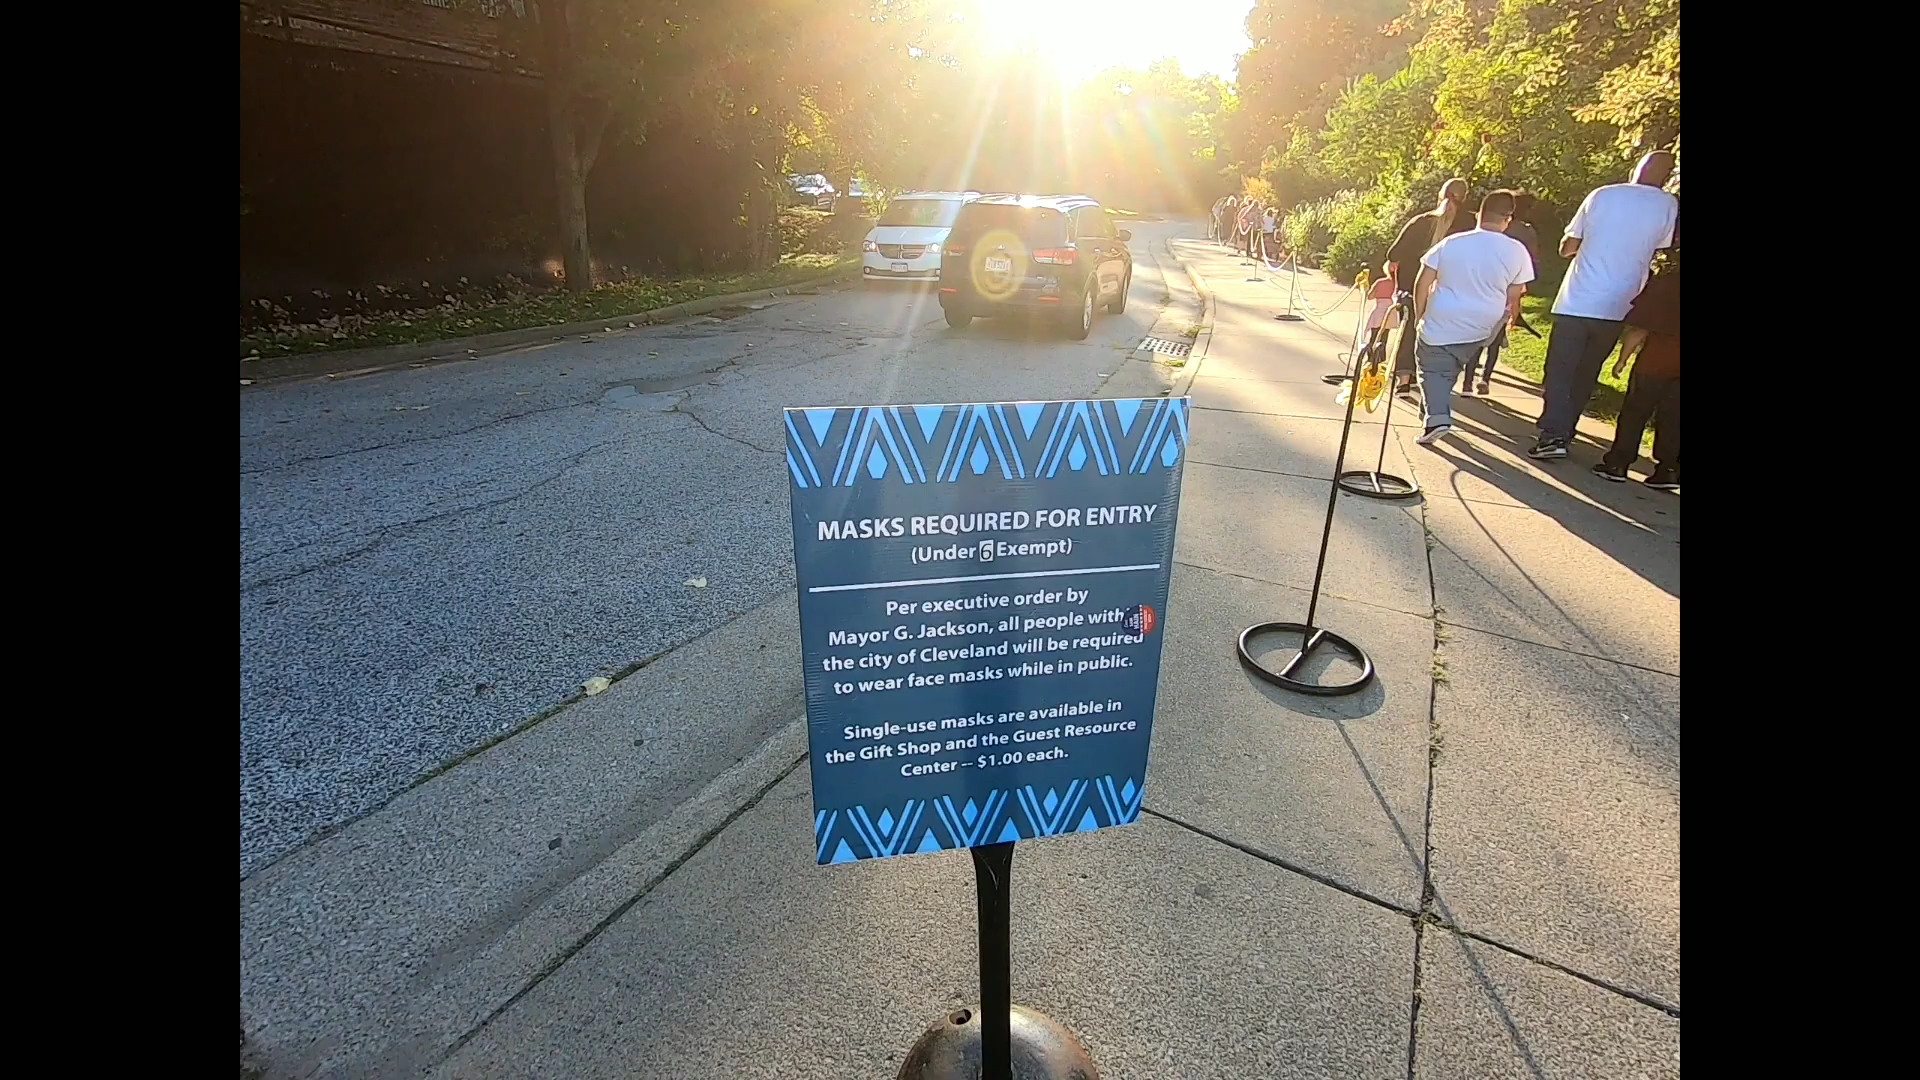 MASKS REQUIRED FOR ENTRY
(Under 6 Exempt)
Per executive order by
Mayor G. Jackson, all people with
the city of Cleveland will be required
to wear face masks while in public.
Single-use masks are available in
the Gift Shop and the Guest Resource
Center -- $1.00 each.